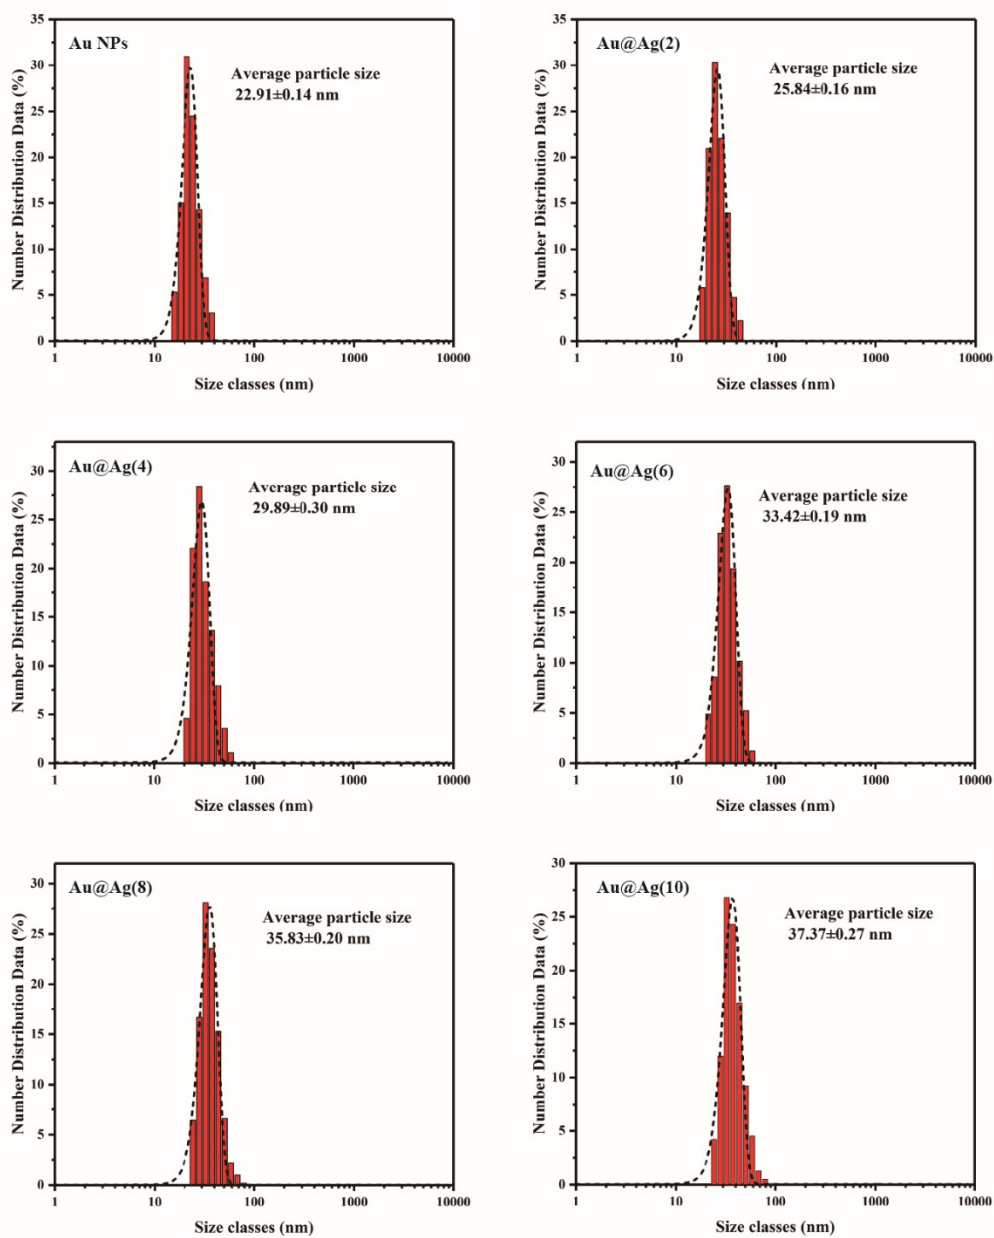 Au NPs
Average particle size
22.91±0.14 nm
Number Distribution Data (%)
35
30
25
20
15
10
5
0
1 10 100 1000 10000
Size classes (nm)
Au@Ag(2)
Average particle size
25.84±0.16 nm
Number Distribution Data (%)
35
30
25
20
15
10
5
0
1 10 100 1000 10000
Size classes (nm)
Au@Ag(4)
Average particle size
29.89±0.30 nm
Number Distribution Data (%)
30
25
20
15
10
5
0
1 10 100 1000 10000
Size classes (nm)
Au@Ag(6)
Average particle size
33.42±0.19 nm
Number Distribution Data (%)
30
25
20
15
10
5
0
1 10 100 1000 10000
Size classes (nm)
Au@Ag(8)
Average particle size
35.83±0.20 nm
Number Distribution Data (%)
30
25
20
15
10
5
0
1 10 100 1000 10000
Size classes (nm)
Au@Ag(10)
Average particle size
37.37±0.27 nm
Number Distribution Data (%)
30
25
20
15
10
5
0
1 10 100 1000 10000
Size classes (nm)